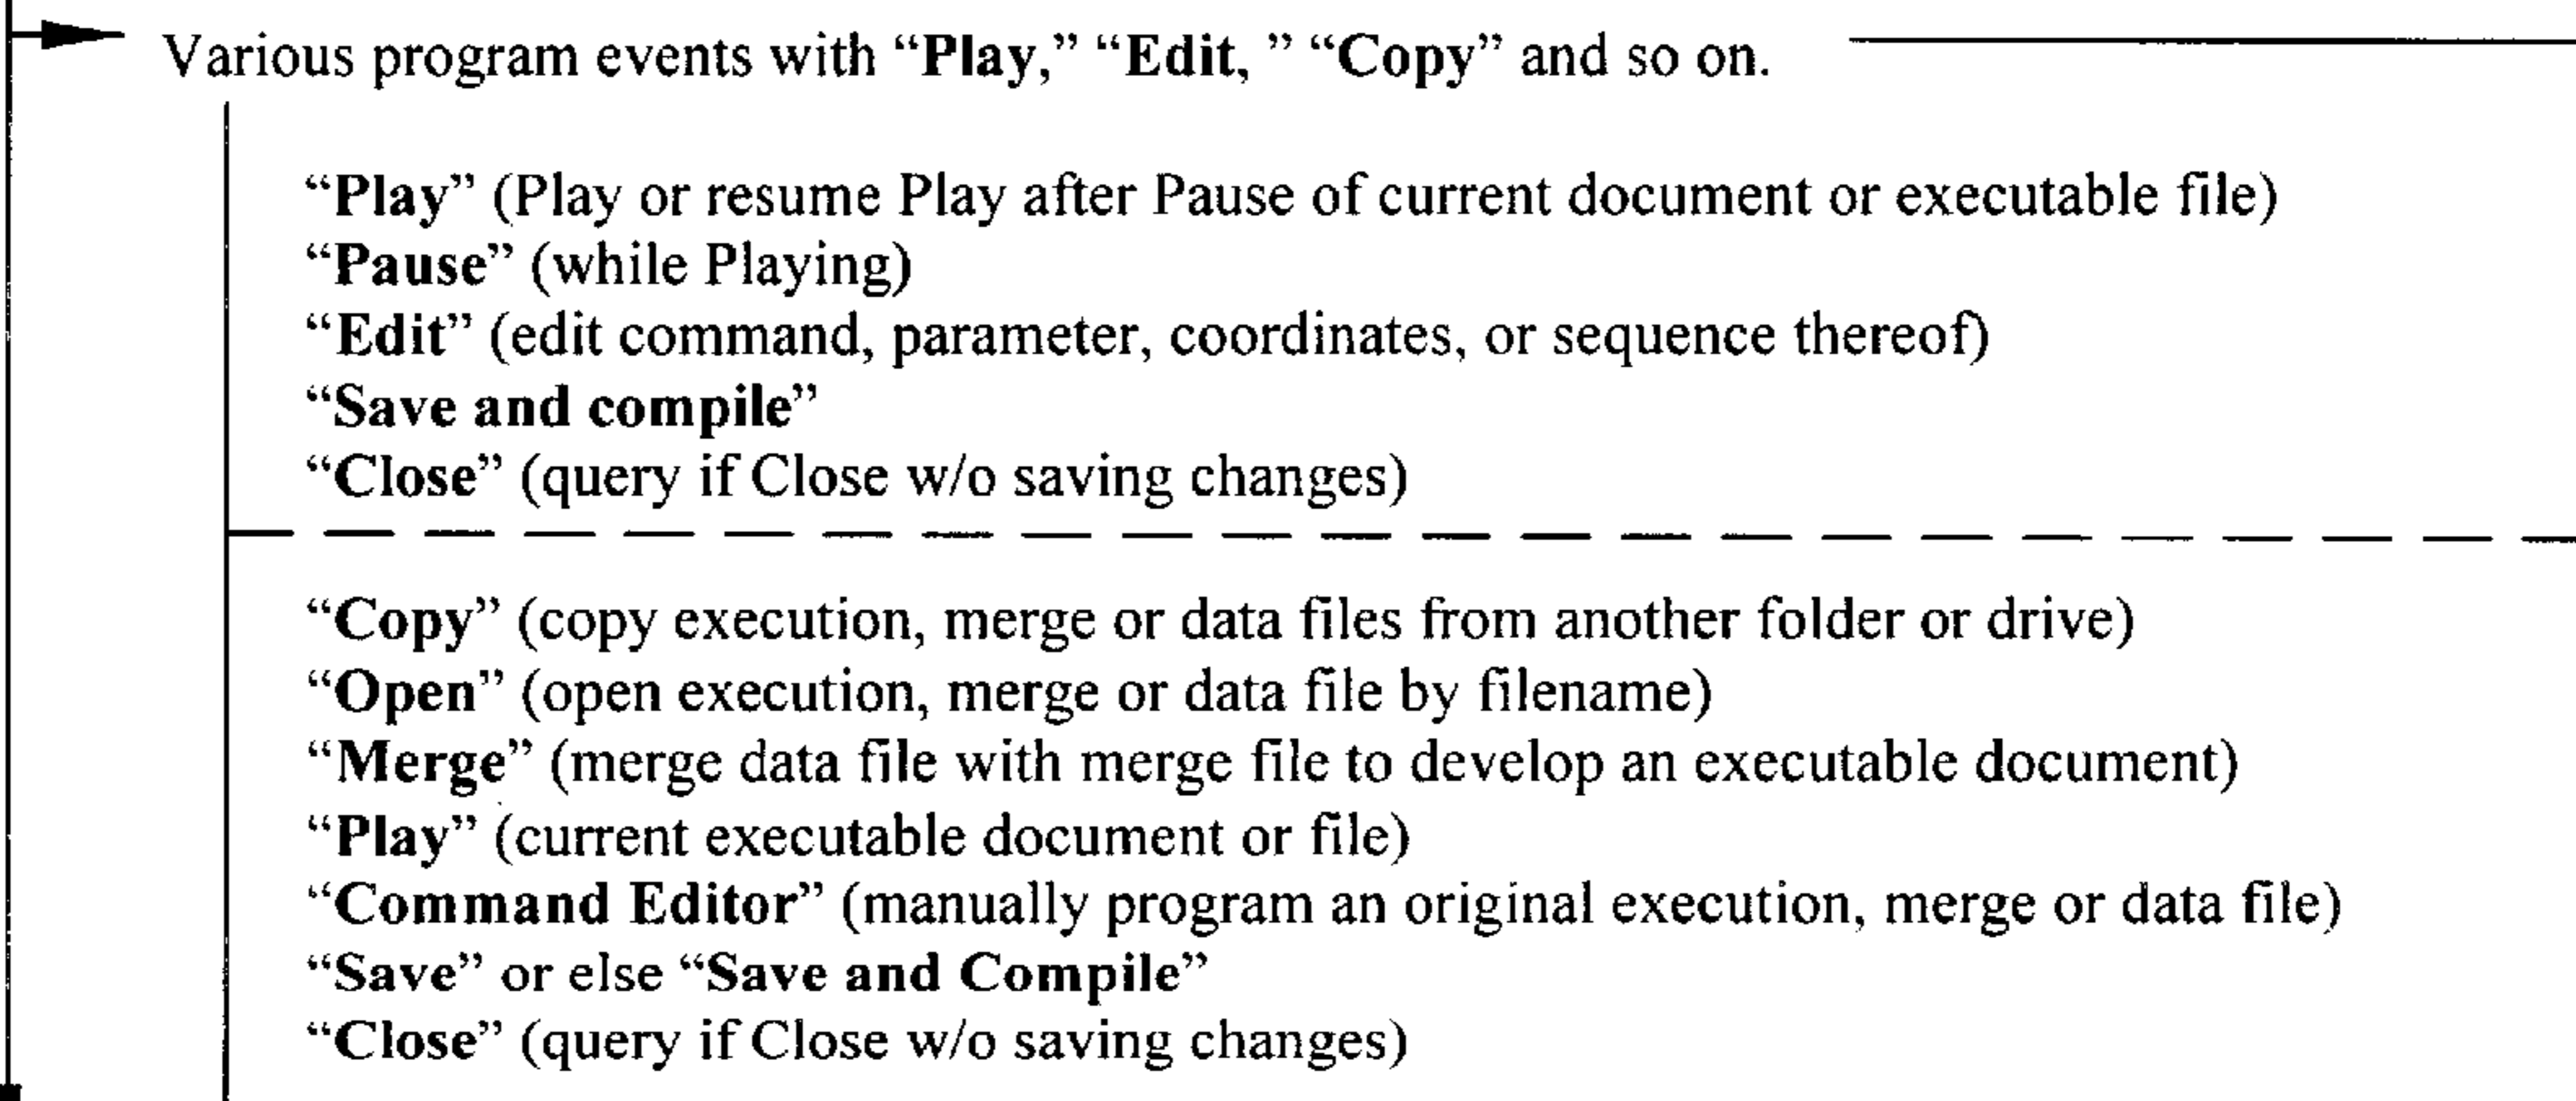 Various program events with “Play,” “Edit, ” “Copy” and so on.
“Play” (Play or resume Play after Pause of current document or executable file)
“Pause” (while Playing)
“Edit” (edit command, parameter, coordinates, or sequence thereof)
“Save and compile”
“Close” (query if Close w/o saving changes)
“Copy” (copy execution, merge or data files from another folder or drive)
“Open” (open execution, merge or data file by filename)
“Merge” (merge data file with merge file to develop an executable document)
“Play” (current executable document or file)
“Command Editor” (manually program an original execution, merge or data file)
“Save” or else “Save and Compile”
“Close” (query if Close w/o saving changes)